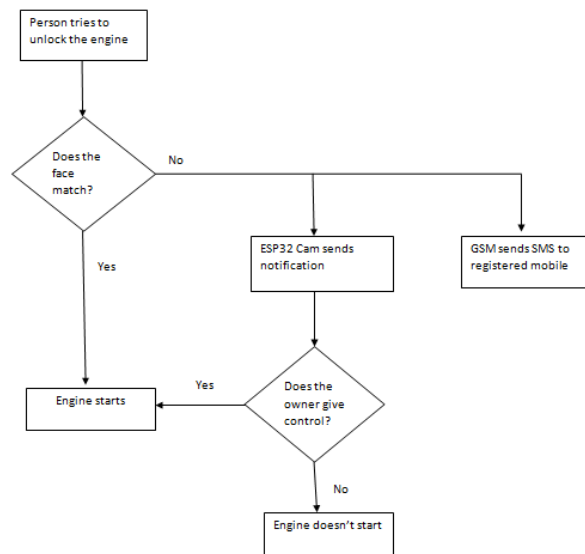 Person tries to
unlock the engine
Does the
face
match?
No
ESP32 Cam sends
notification
GSM sends SMS to
registered mobile
Yes
Engine starts
Yes
Does the
owner give
control?
No
Engine doesn't start